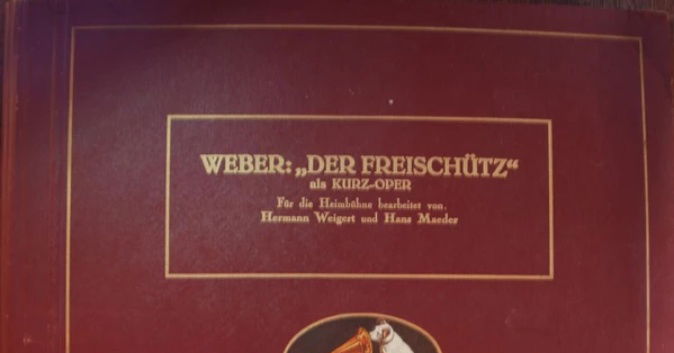 WEBER: „DER FREISCHÜTZ“
als KURZ-OPER
Für die Heimbühne bearbeitet von.
Hermann Weigert und Hans Maeder